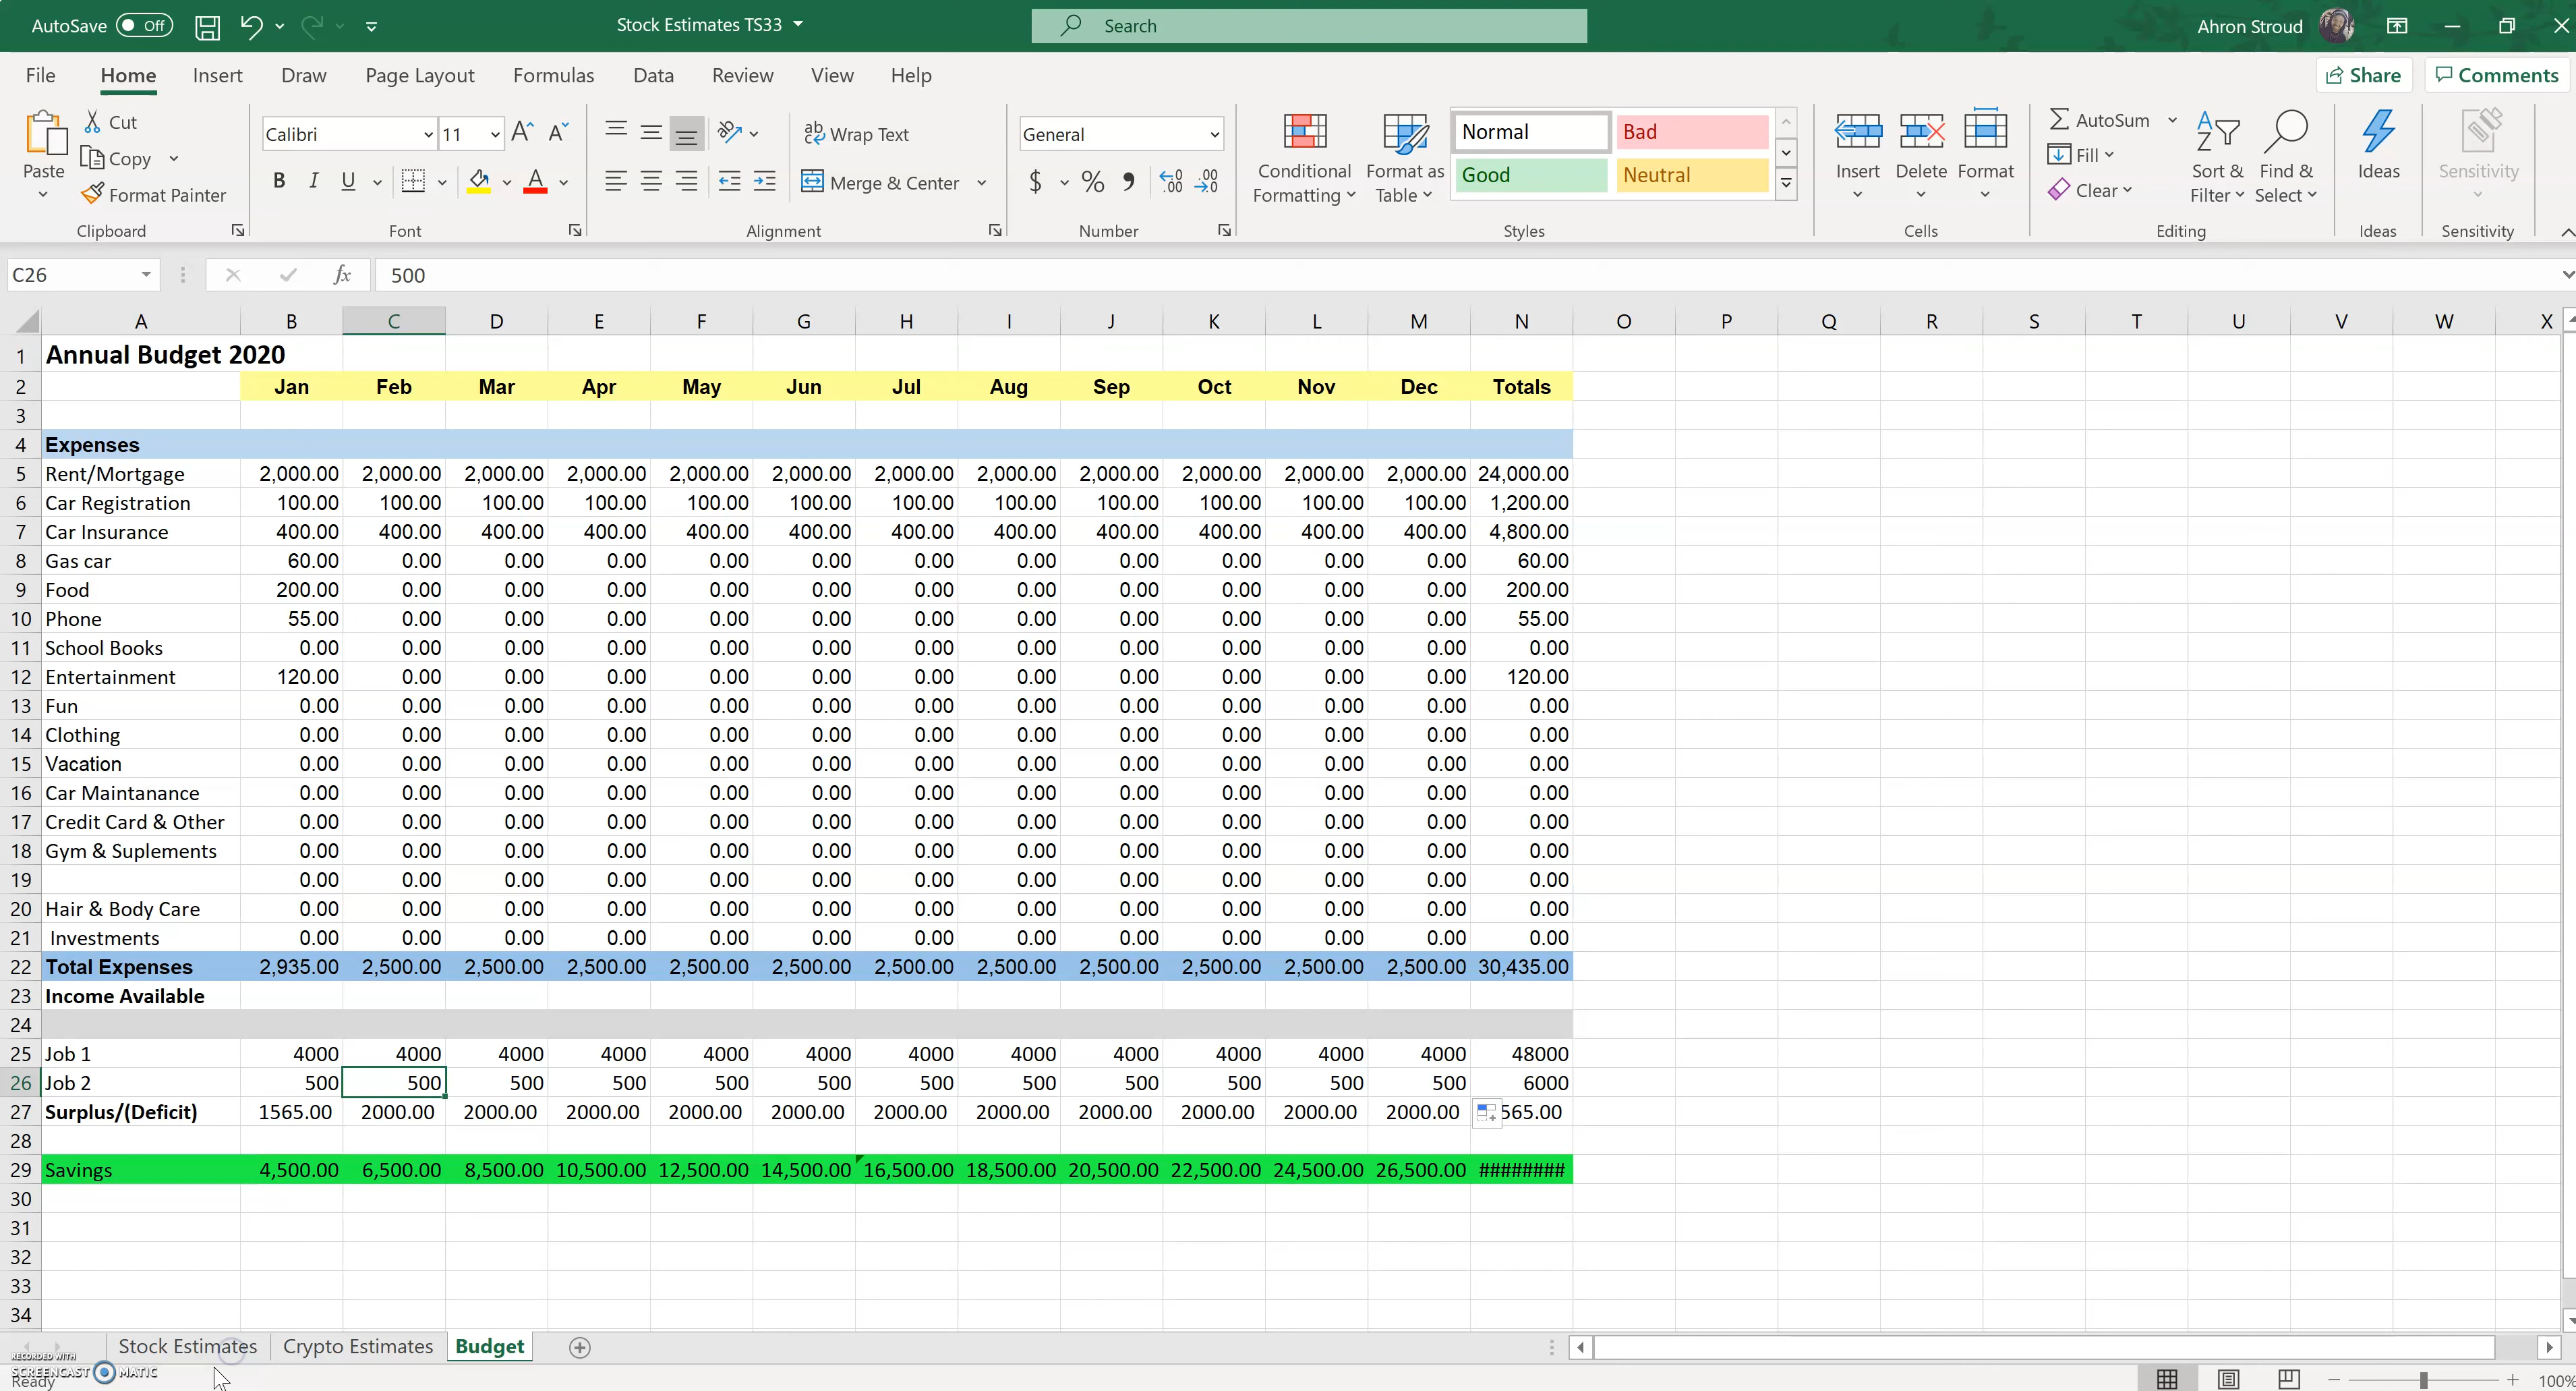 AutoSave Off Stock Estimates TS33 Search Ahron Stroud
File Home Insert Draw Page Layout Formulas Data Review View Help Share Comments
Paste Cut Copy Format Painter Clipboard
Calibri 11 B I U A Font
ab Wrap Text Merge & Center Alignment
General $ % Number
Conditional Formatting Format as Table Normal Bad Good Neutral Styles
Insert Delete Format Cells
AutoSum Fill Clear Sort & Filter Find & Select Editing
Ideas Ideas
Sensitivity Sensitivity
C26 fx 500
A B C D E F G H I J K L M N O P Q R S T U V W X
1 Annual Budget 2020
2 Jan Feb Mar Apr May Jun Jul Aug Sep Oct Nov Dec Totals
3
4 Expenses
5 Rent/Mortgage 2,000.00 2,000.00 2,000.00 2,000.00 2,000.00 2,000.00 2,000.00 2,000.00 2,000.00 2,000.00 2,000.00 2,000.00 24,000.00
6 Car Registration 100.00 100.00 100.00 100.00 100.00 100.00 100.00 100.00 100.00 100.00 100.00 100.00 1,200.00
7 Car Insurance 400.00 400.00 400.00 400.00 400.00 400.00 400.00 400.00 400.00 400.00 400.00 400.00 4,800.00
8 Gas car 60.00 0.00 0.00 0.00 0.00 0.00 0.00 0.00 0.00 0.00 0.00 0.00 60.00
9 Food 200.00 0.00 0.00 0.00 0.00 0.00 0.00 0.00 0.00 0.00 0.00 0.00 200.00
10 Phone 55.00 0.00 0.00 0.00 0.00 0.00 0.00 0.00 0.00 0.00 0.00 0.00 55.00
11 School Books 0.00 0.00 0.00 0.00 0.00 0.00 0.00 0.00 0.00 0.00 0.00 0.00 0.00
12 Entertainment 120.00 0.00 0.00 0.00 0.00 0.00 0.00 0.00 0.00 0.00 0.00 0.00 120.00
13 Fun 0.00 0.00 0.00 0.00 0.00 0.00 0.00 0.00 0.00 0.00 0.00 0.00 0.00
14 Clothing 0.00 0.00 0.00 0.00 0.00 0.00 0.00 0.00 0.00 0.00 0.00 0.00 0.00
15 Vacation 0.00 0.00 0.00 0.00 0.00 0.00 0.00 0.00 0.00 0.00 0.00 0.00 0.00
16 Car Maintanance 0.00 0.00 0.00 0.00 0.00 0.00 0.00 0.00 0.00 0.00 0.00 0.00 0.00
17 Credit Card & Other 0.00 0.00 0.00 0.00 0.00 0.00 0.00 0.00 0.00 0.00 0.00 0.00 0.00
18 Gym & Suplements 0.00 0.00 0.00 0.00 0.00 0.00 0.00 0.00 0.00 0.00 0.00 0.00 0.00
19 0.00 0.00 0.00 0.00 0.00 0.00 0.00 0.00 0.00 0.00 0.00 0.00 0.00
20 Hair & Body Care 0.00 0.00 0.00 0.00 0.00 0.00 0.00 0.00 0.00 0.00 0.00 0.00 0.00
21 Investments 0.00 0.00 0.00 0.00 0.00 0.00 0.00 0.00 0.00 0.00 0.00 0.00 0.00
22 Total Expenses 2,935.00 2,500.00 2,500.00 2,500.00 2,500.00 2,500.00 2,500.00 2,500.00 2,500.00 2,500.00 2,500.00 2,500.00 30,435.00
23 Income Available
24
25 Job 1 4000 4000 4000 4000 4000 4000 4000 4000 4000 4000 4000 4000 48000
26 Job 2 500 500 500 500 500 500 500 500 500 500 500 500 6000
27 Surplus/(Deficit) 1565.00 2000.00 2000.00 2000.00 2000.00 2000.00 2000.00 2000.00 2000.00 2000.00 2000.00 2000.00 565.00
28
29 Savings 4,500.00 6,500.00 8,500.00 10,500.00 12,500.00 14,500.00 16,500.00 18,500.00 20,500.00 22,500.00 24,500.00 26,500.00 ########
30
31
32
33
34
Stock Estimates Crypto Estimates Budget
RECORDED WITH
SCREENCAST MATIC
Ready 100%